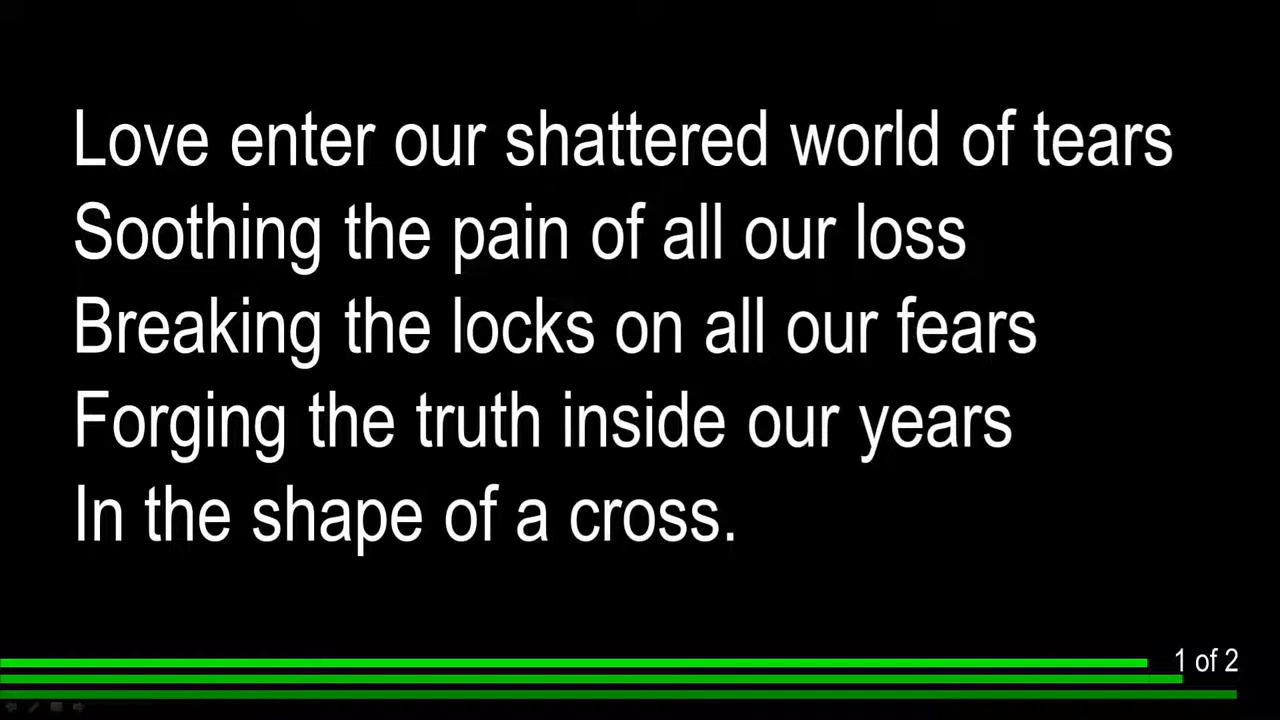 Love enter our shattered world of tears
Soothing the pain of all our loss
Breaking the locks on all our fears
Forging the truth inside our years
In the shape of a cross.
1 of 2